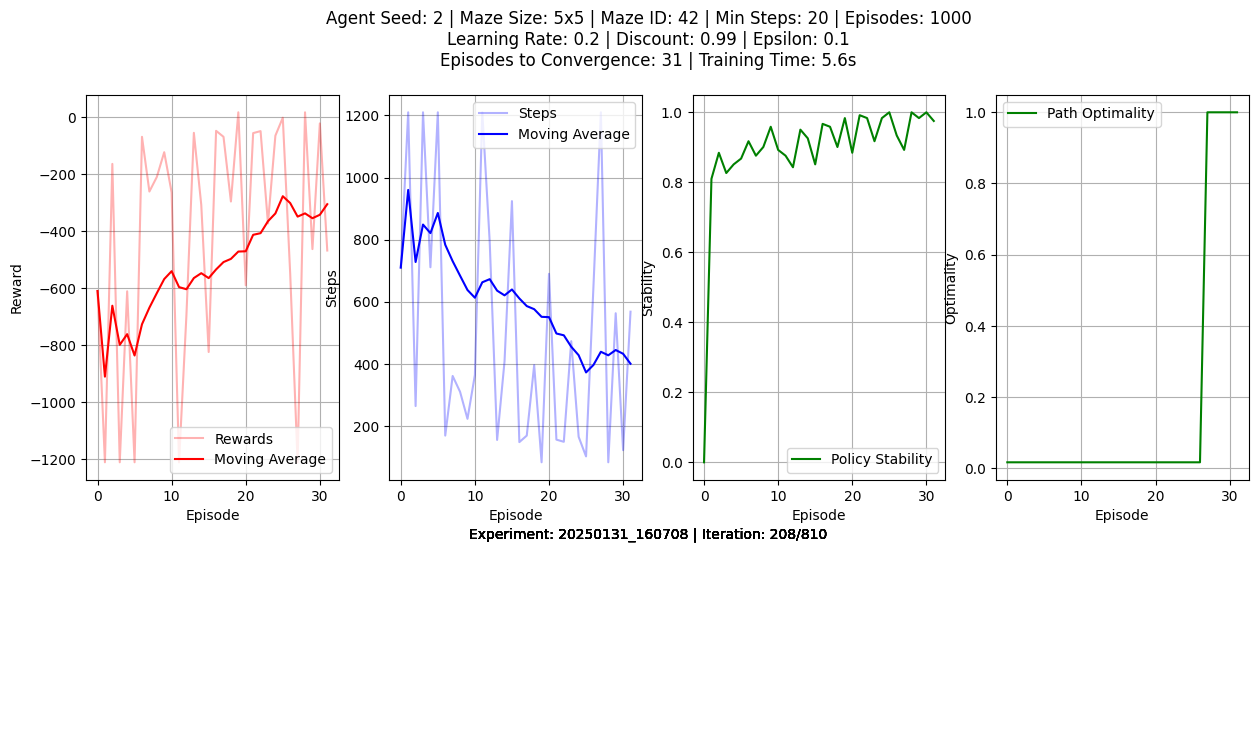 Agent Seed: 2 | Maze Size: 5x5 | Maze ID: 42 | Min Steps: 20 | Episodes: 1000
Learning Rate: 0.2 | Discount: 0.99 | Epsilon: 0.1
Episodes to Convergence: 31 | Training Time: 5.6s
Reward
0
−200
−400
−600
−800
−1000
−1200
Rewards
Moving Average
0
10
20
30
Episode
Steps
1200
1000
800
600
400
200
Steps
Moving Average
0
10
20
30
Episode
Stability
1.0
0.8
0.6
0.4
0.2
0.0
Policy Stability
0
10
20
30
Episode
Optimality
1.0
0.8
0.6
0.4
0.2
0.0
Path Optimality
0
10
20
30
Episode
Experiment: 20250131_160708 | Iteration: 208/810